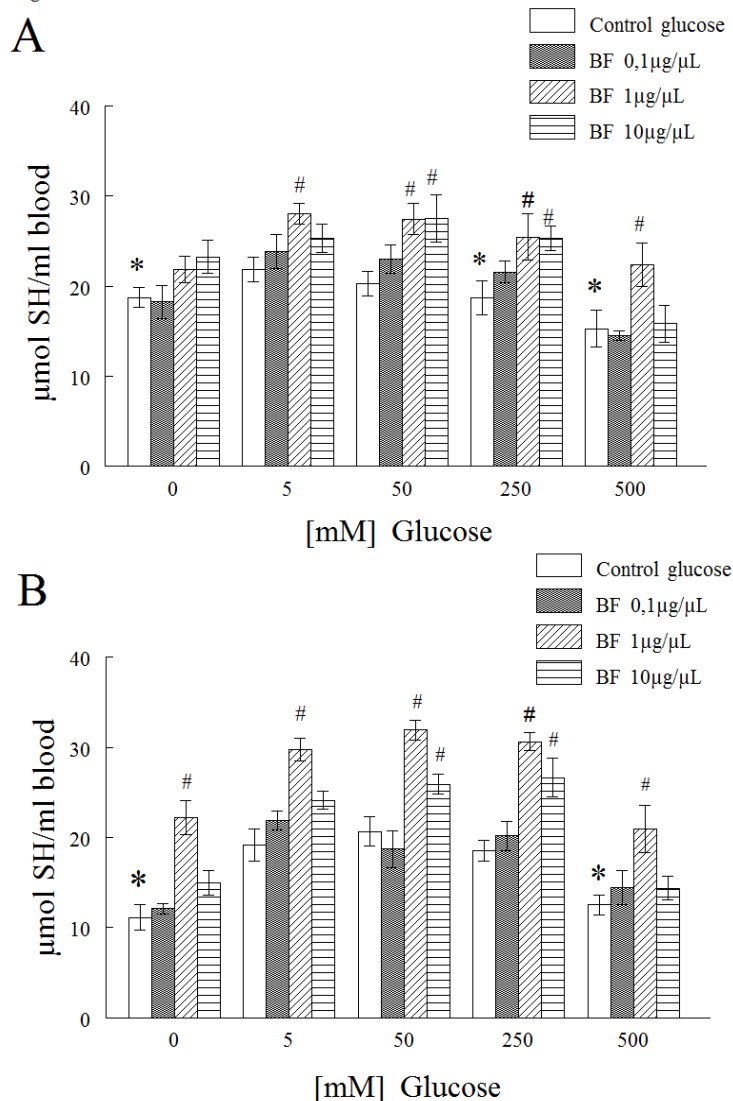 A
Control glucose
BF 0,1µg/µL
BF 1µg/µL
BF 10µg/µL
µmol SH/ml blood
40
30
20
10
0
*
#
#
#
*
#
#
*
#
0 5 50 250 500
[mM] Glucose
B
Control glucose
BF 0,1µg/µL
BF 1µg/µL
BF 10µg/µL
µmol SH/ml blood
40
30
20
10
0
*
#
#
#
#
#
#
*
#
0 5 50 250 500
[mM] Glucose